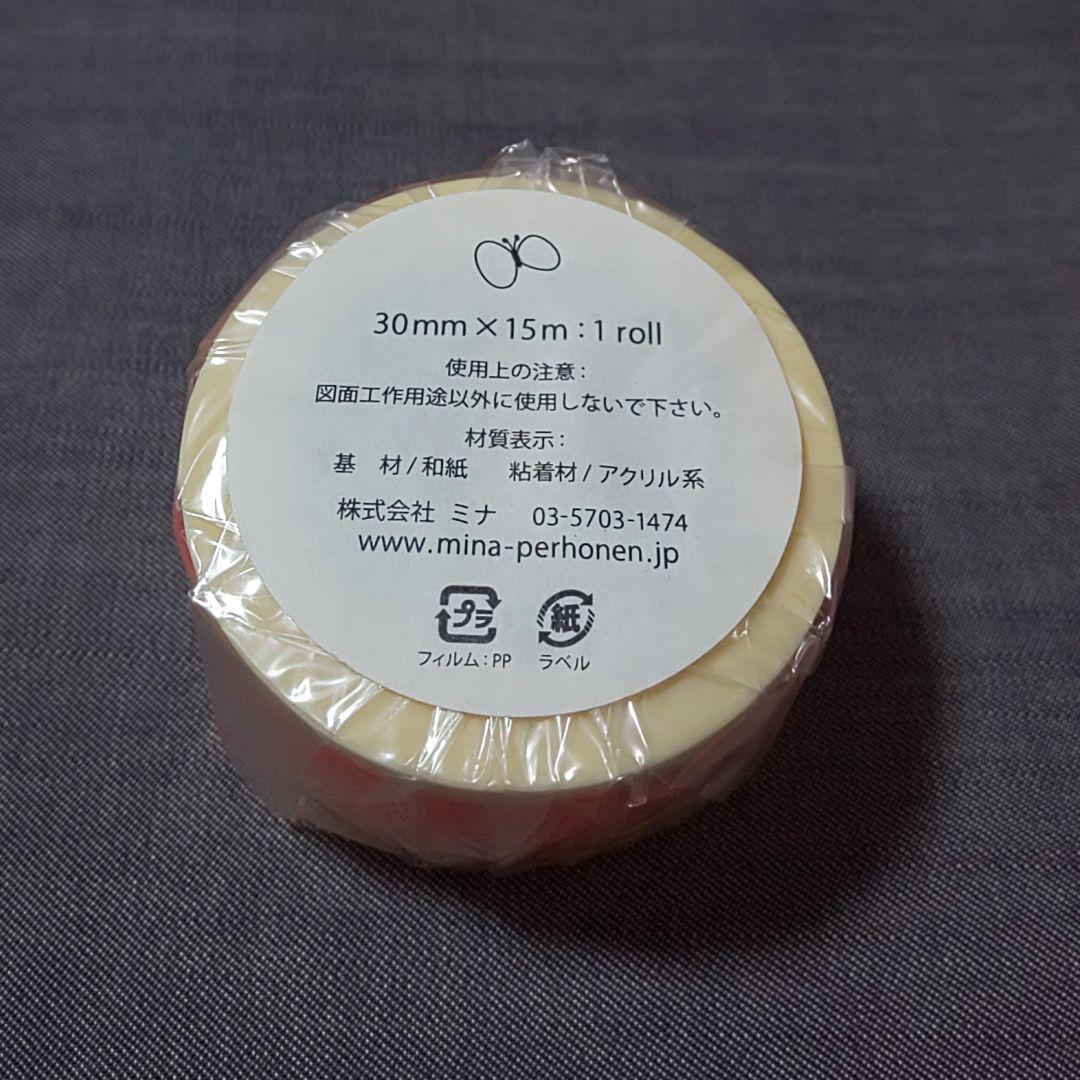 30mm×15m:1 roll
使用上の注意:
図面工作用途以外に使用しないで下さい。
材質表示:
基　材/和紙　粘着材/アクリル系
株式会社 ミナ　03-5703-1474
www.mina-perhonen.jp
プラ 紙
フィルム:PP ラベル